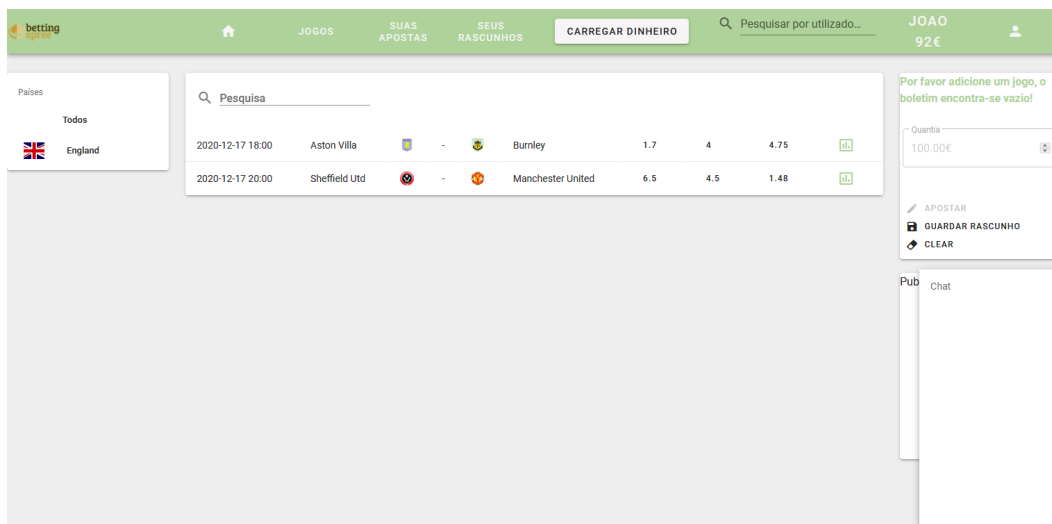 betting
spree
JOGOS
SUAS
APOSTAS
SEUS
RASCUNHOS
CARREGAR DINHEIRO
Pesquisar por utilizado...
JOAO
92€
Países
Todos
England
Pesquisa
2020-12-17 18:00 Aston Villa - Burnley 1.7 4 4.75
2020-12-17 20:00 Sheffield Utd - Manchester United 6.5 4.5 1.48
Por favor adicione um jogo, o
boletim encontra-se vazio!
Quantia
100.00€
APOSTAR
GUARDAR RASCUNHO
CLEAR
Pub
Chat